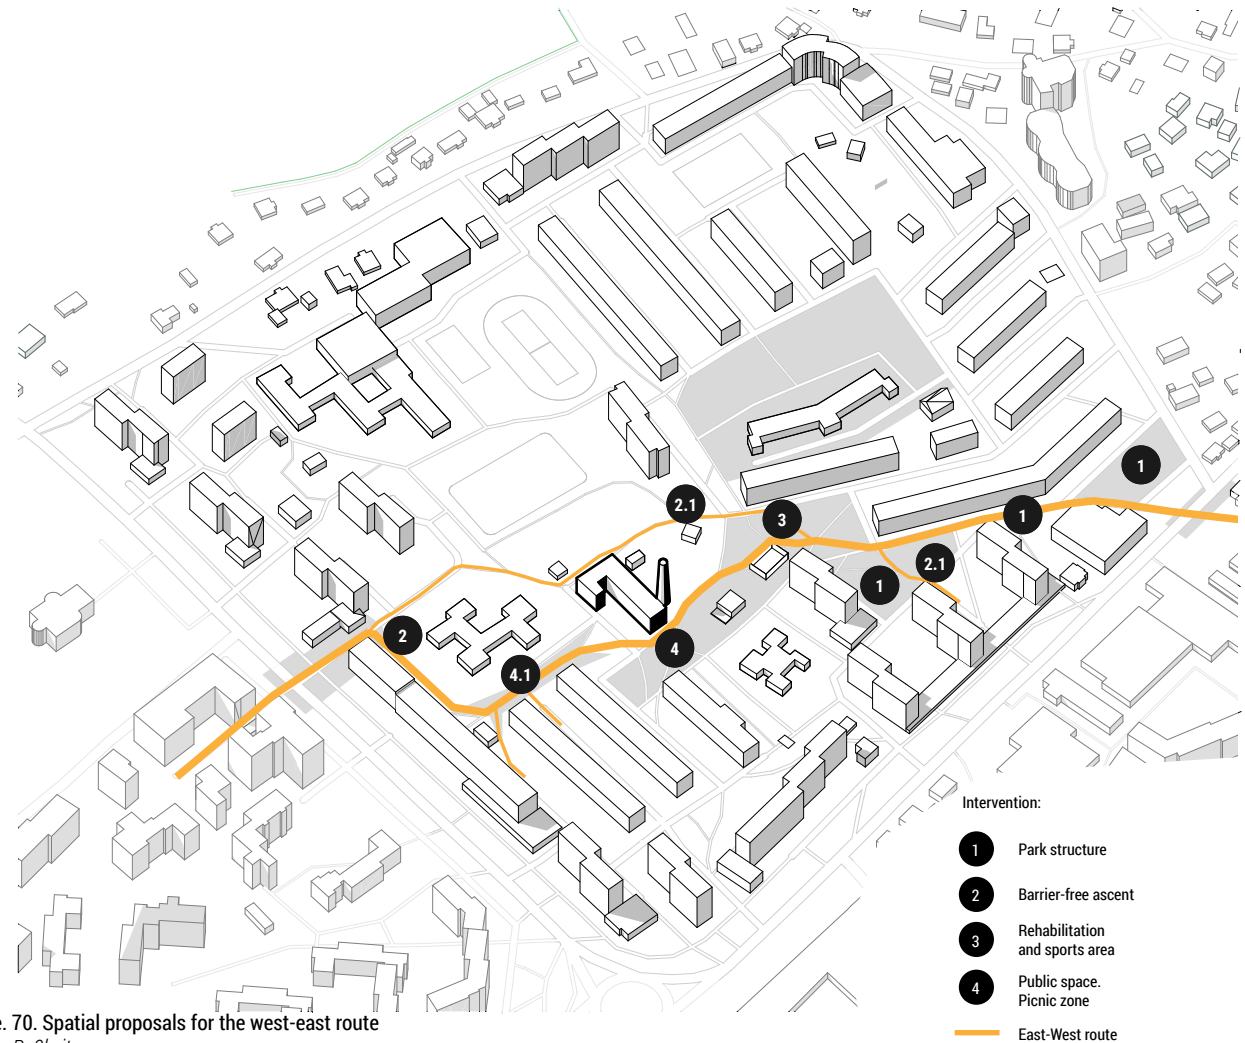 1
2.1
3
1
2.1
1
2
4
4.1
Intervention:
1 Park structure
2 Barrier-free ascent
3 Rehabilitation
and sports area
4 Public space.
Picnic zone
East-West route
. 70. Spatial proposals for the west-east route